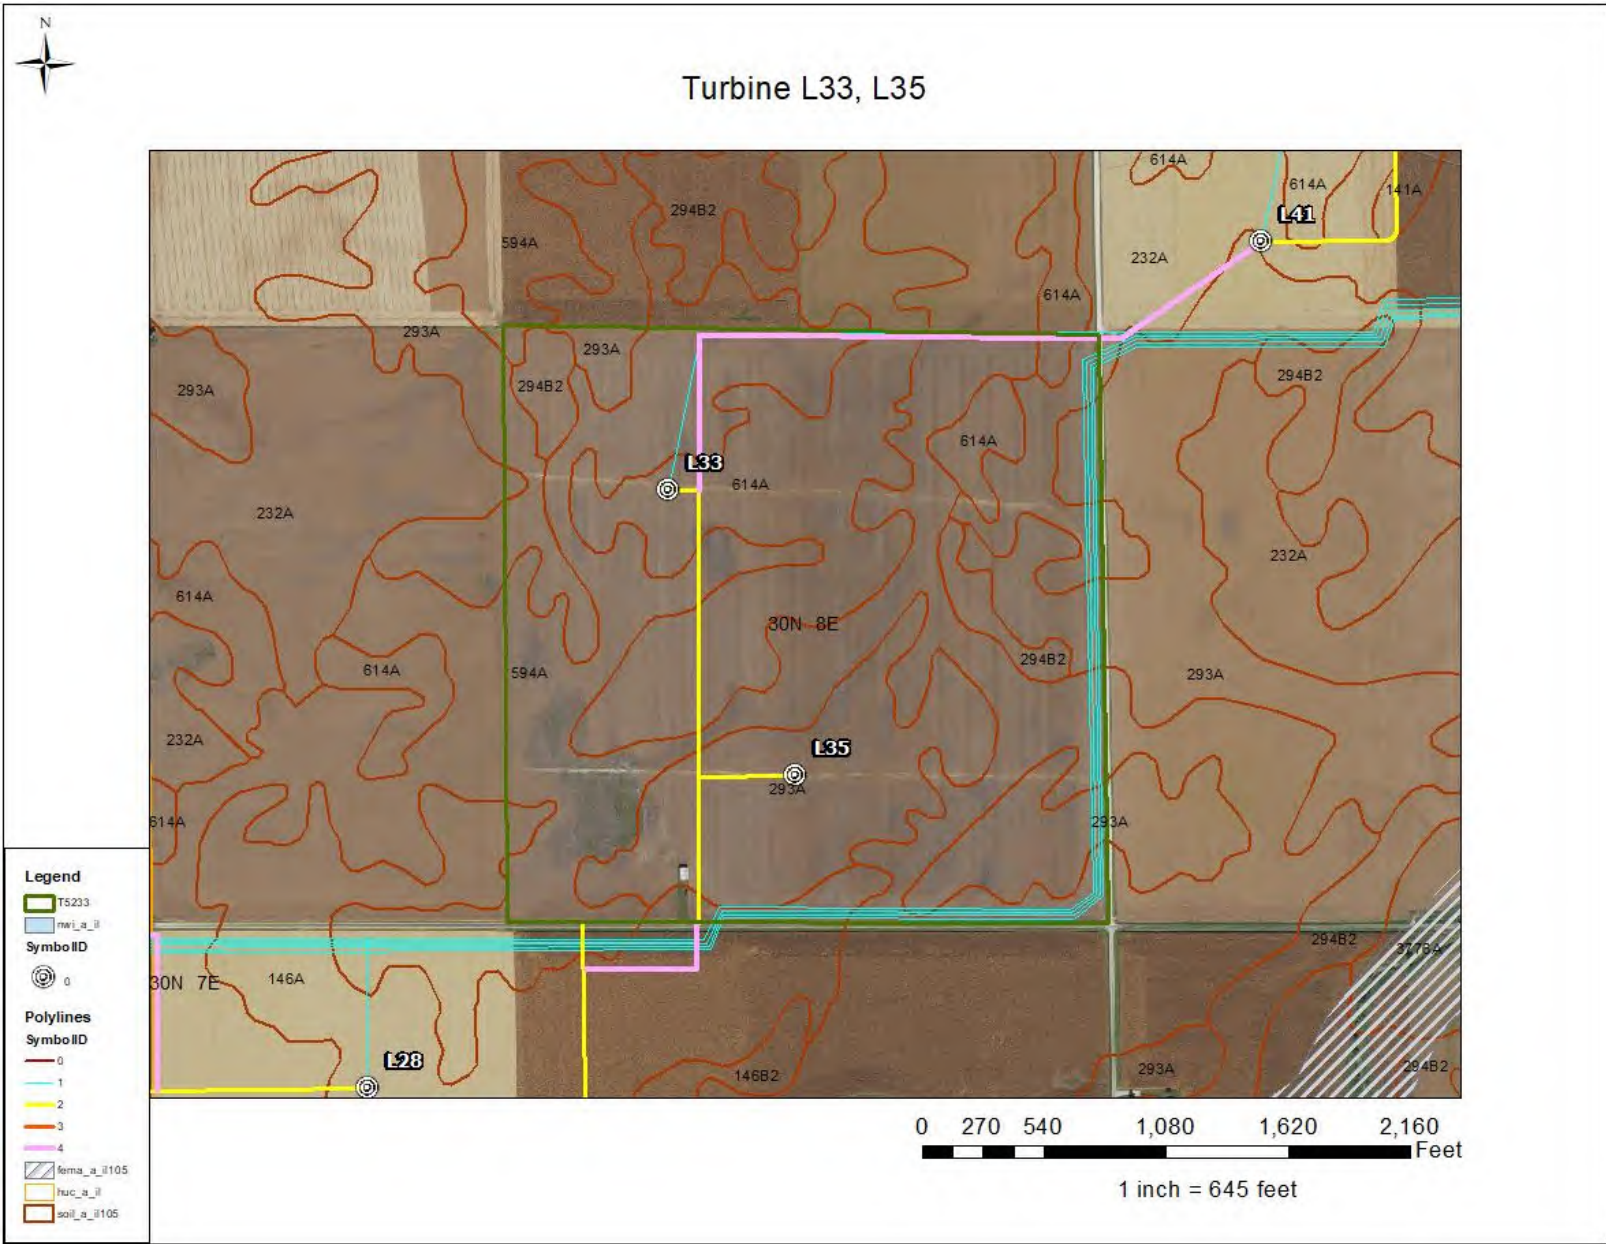 N
Turbine L33, L35
614A
614A
141A
294B2
L41
594A
232A
614A
293A
293A
294B2
294B2
293A
614A
L33
614A
232A
232A
614A
30N 8E
294B2
614A
594A
293A
232A
L35
293A
614A
293A
294B2
3776A
30N 7E
146A
L28
146B2
293A
294B2
Legend
T5233
nwi_a_il
SymbolID
0
Polylines
SymbolID
0
1
2
3
4
fema_a_il105
huc_a_il
soil_a_il105
0 270 540 1,080 1,620 2,160
Feet
1 inch = 645 feet